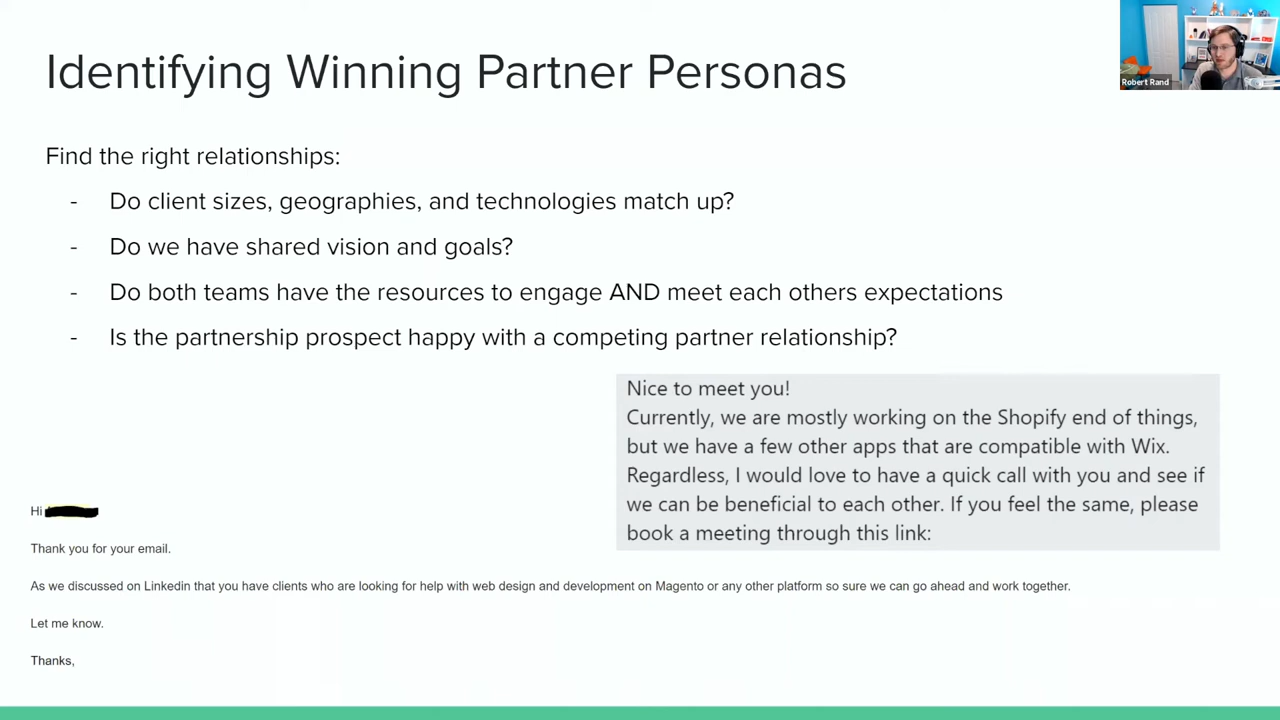 Identifying Winning Partner Personas
Robert Rand
Find the right relationships:
- Do client sizes, geographies, and technologies match up?
- Do we have shared vision and goals?
- Do both teams have the resources to engage AND meet each others expectations
- Is the partnership prospect happy with a competing partner relationship?
Nice to meet you!
Currently, we are mostly working on the Shopify end of things,
but we have a few other apps that are compatible with Wix.
Regardless, I would love to have a quick call with you and see if
we can be beneficial to each other. If you feel the same, please
book a meeting through this link:
Hi
Thank you for your email.
As we discussed on Linkedin that you have clients who are looking for help with web design and development on Magento or any other platform so sure we can go ahead and work together.
Let me know.
Thanks,